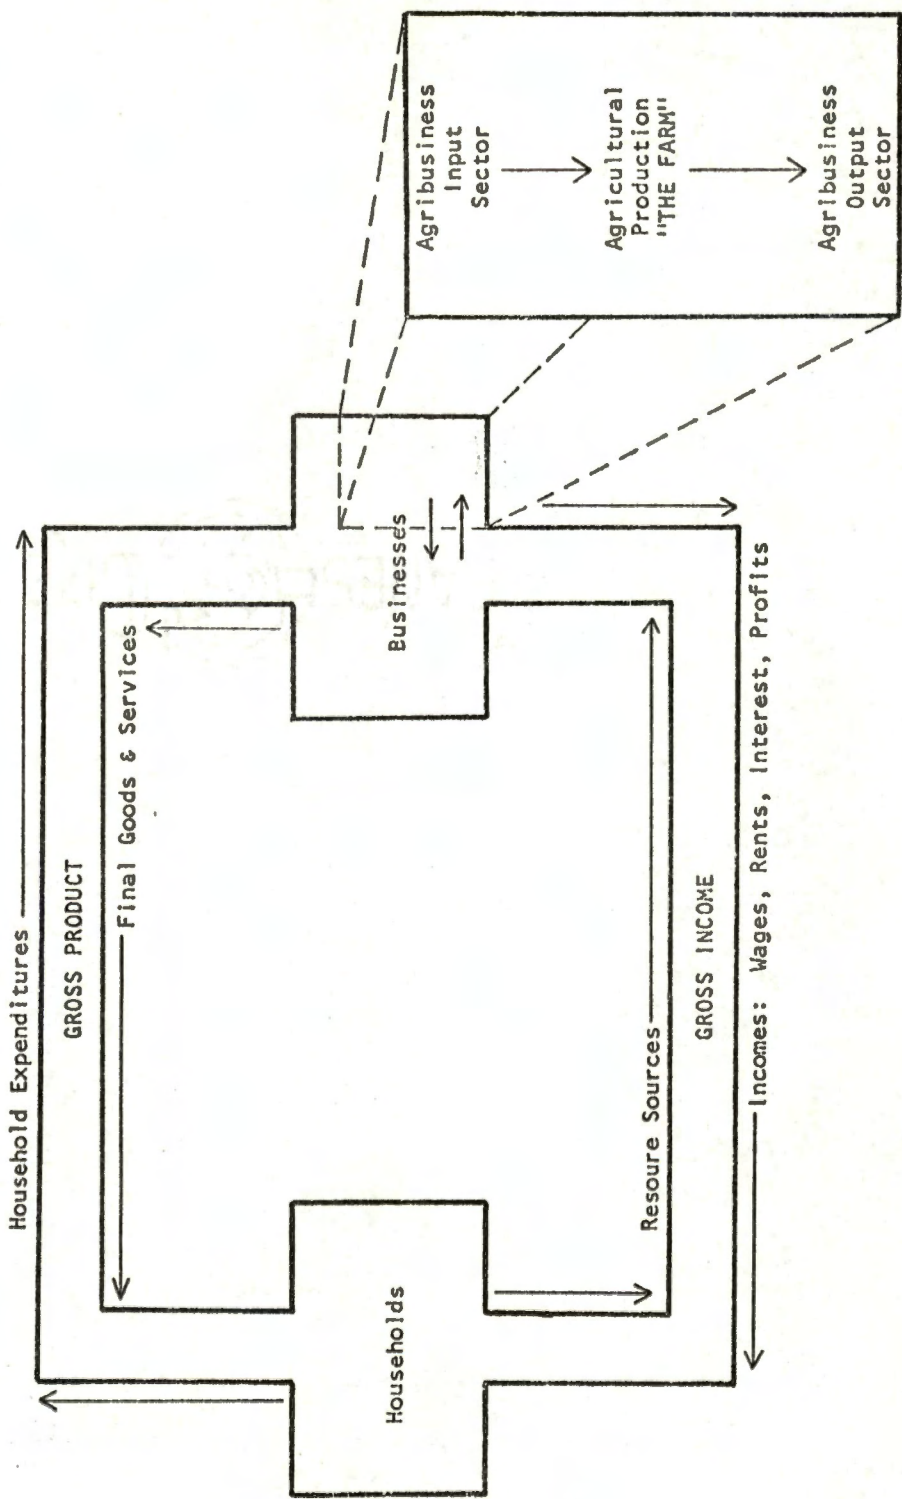 Household Expenditures
GROSS PRODUCT
Final Goods & Services
Households
Businesses
Resoure Sources
GROSS INCOME
Incomes: Wages, Rents, Interest, Profits
Agribusiness
Input
Sector
Agricultural
Production
"THE FARM"
Agribusiness
Output
Sector